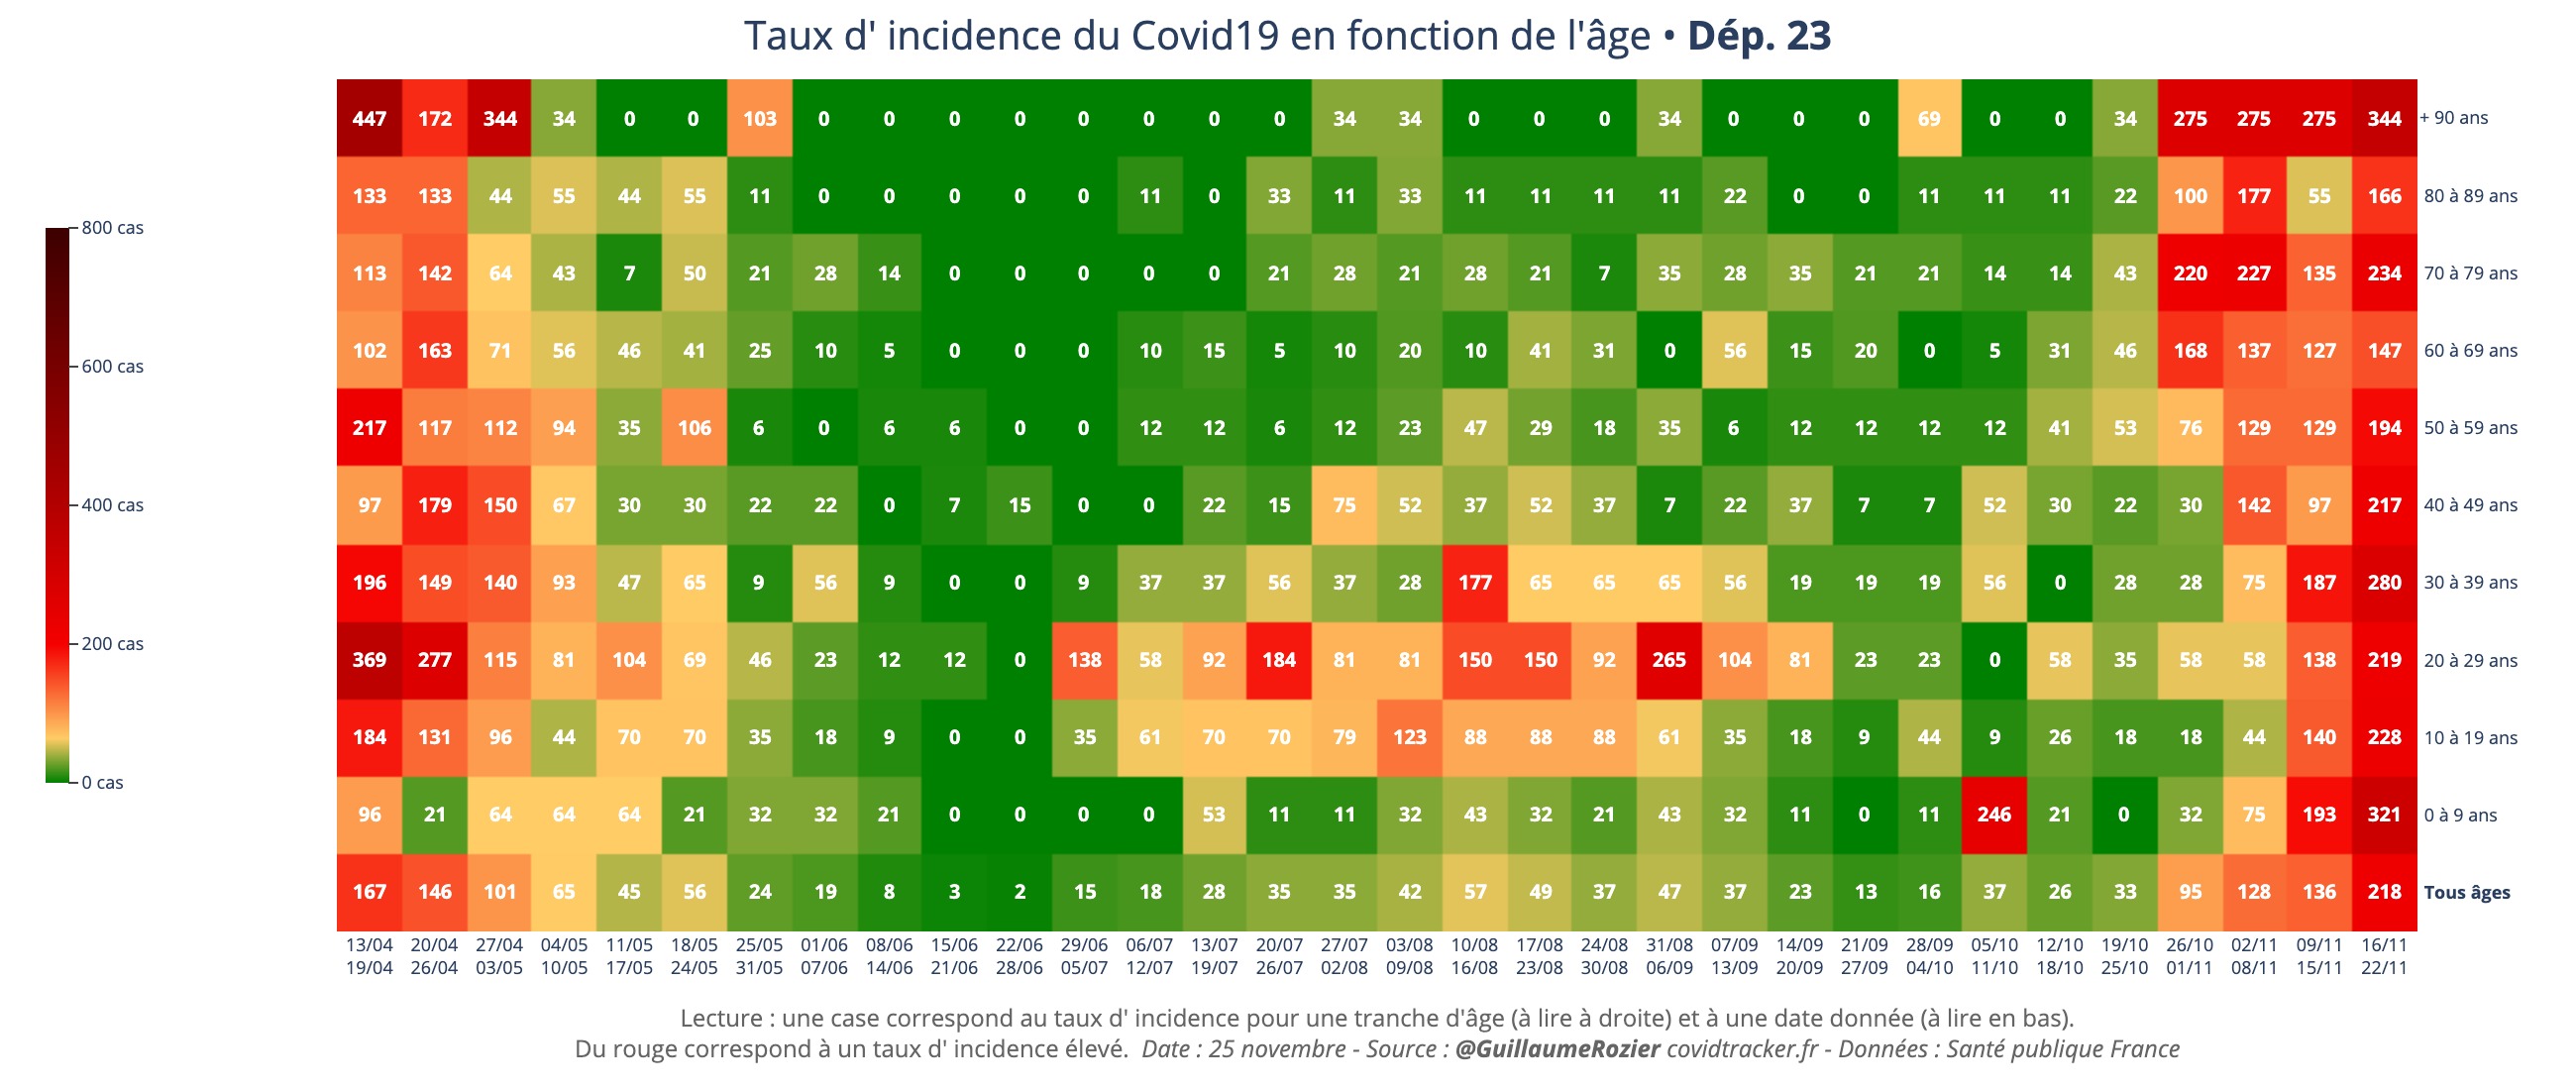 Taux d' incidence du Covid19 en fonction de l'âge • Dép. 23
447 172 344 34 0 0 103 0 0 0 0 0 0 0 0 34 34 0 0 0 34 0 0 0 69 0 0 34 275 275 275 344 + 90 ans
133 133 44 55 44 55 11 0 0 0 0 0 11 0 33 11 33 11 11 11 11 22 0 0 11 11 11 22 100 177 55 166 80 à 89 ans
800 cas
113 142 64 43 7 50 21 28 14 0 0 0 0 0 21 28 21 28 21 7 35 28 35 21 21 14 14 43 220 227 135 234 70 à 79 ans
102 163 71 56 46 41 25 10 5 0 0 0 10 15 5 10 20 10 41 31 0 56 15 20 0 5 31 46 168 137 127 147 60 à 69 ans
600 cas
217 117 112 94 35 106 6 0 6 6 0 0 12 12 6 12 23 47 29 18 35 6 12 12 12 12 41 53 76 129 129 194 50 à 59 ans
400 cas
97 179 150 67 30 30 22 22 0 7 15 0 0 22 15 75 52 37 52 37 7 22 37 7 7 52 30 22 30 142 97 217 40 à 49 ans
196 149 140 93 47 65 9 56 9 0 0 9 37 37 56 37 28 177 65 65 65 56 19 19 19 56 0 28 28 75 187 280 30 à 39 ans
200 cas
369 277 115 81 104 69 46 23 12 12 0 138 58 92 184 81 81 150 150 92 265 104 81 23 23 0 58 35 58 58 138 219 20 à 29 ans
184 131 96 44 70 70 35 18 9 0 0 35 61 70 70 79 123 88 88 88 61 35 18 9 44 9 26 18 18 44 140 228 10 à 19 ans
0 cas
96 21 64 64 64 21 32 32 21 0 0 0 0 53 11 11 32 43 32 21 43 32 11 0 11 246 21 0 32 75 193 321 0 à 9 ans
167 146 101 65 45 56 24 19 8 3 2 15 18 28 35 35 42 57 49 37 47 37 23 13 16 37 26 33 95 128 136 218 Tous âges
13/04 20/04 27/04 04/05 11/05 18/05 25/05 01/06 08/06 15/06 22/06 29/06 06/07 13/07 20/07 27/07 03/08 10/08 17/08 24/08 31/08 07/09 14/09 21/09 28/09 05/10 12/10 19/10 26/10 02/11 09/11 16/11
19/04 26/04 03/05 10/05 17/05 24/05 31/05 07/06 14/06 21/06 28/06 05/07 12/07 19/07 26/07 02/08 09/08 16/08 23/08 30/08 06/09 13/09 20/09 27/09 04/10 11/10 18/10 25/10 01/11 08/11 15/11 22/11
Lecture : une case correspond au taux d' incidence pour une tranche d'âge (à lire à droite) et à une date donnée (à lire en bas).
Du rouge correspond à un taux d' incidence élevé. Date : 25 novembre - Source : @GuillaumeRozier covidtracker.fr - Données : Santé publique France